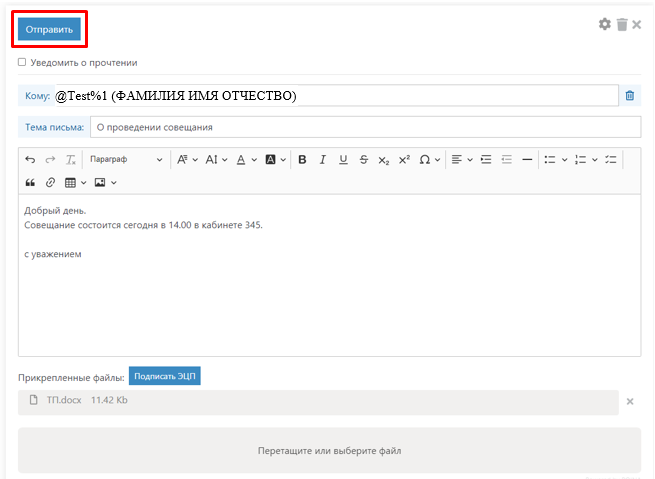 Отправить
Уведомить о прочтении
Кому: @Test%1 (ФАМИЛИЯ ИМЯ ОТЧЕСТВО)
Тема письма: О проведении совещания
Параграф
Добрый день.
Совещание состоится сегодня в 14.00 в кабинете 345.
с уважением
Прикрепленные файлы: Подписать ЭЦП
ТП.docx 11.42 Kb
Перетащите или выберите файл